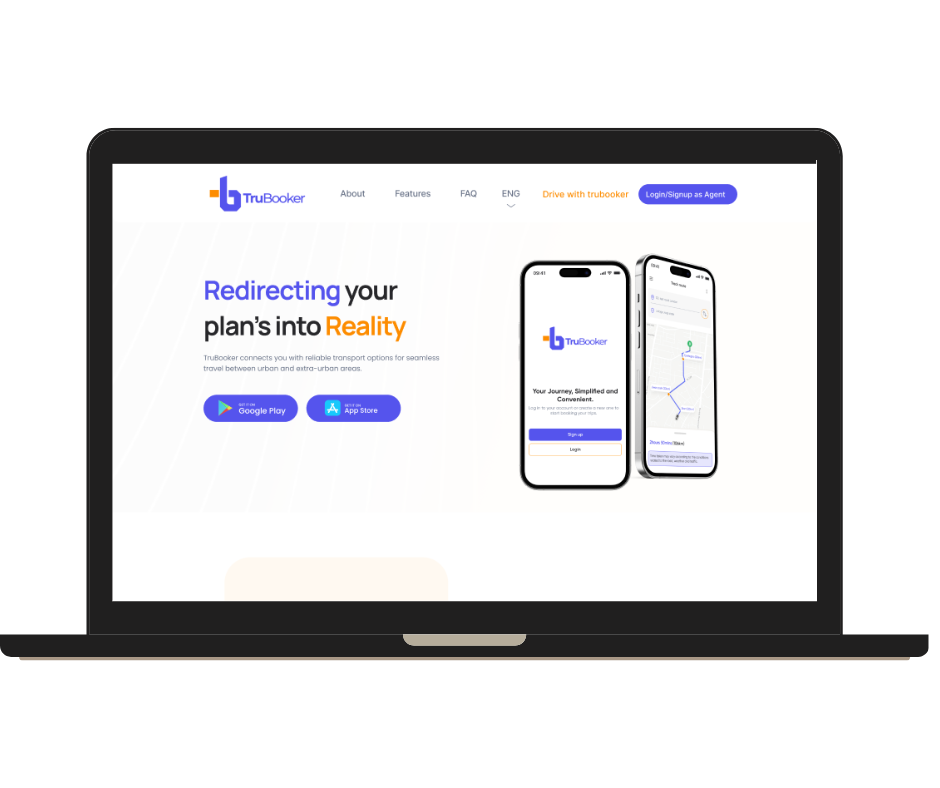 TruBooker
About
Features
FAQ
ENG
Drive with trubooker
Login/Signup as Agent
Redirecting your
plan's into Reality
TruBooker connects you with reliable transport options for seamless
travel between urban and extra-urban areas.
GET IT ON
Google Play
GET IT ON
App Store
09:41
TruBooker
Your Journey, Simplified and
Convenient.
Log in to your account or create a new one to
start booking your ride.
Sign up
Login